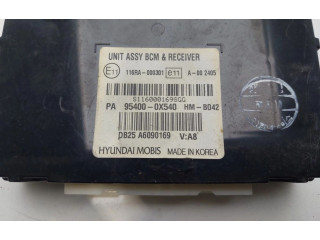 UNIT ASSY BCM & RECEIVER
E11 116RA-000301 e11 A-00 2405
S116000169SGG
PA 95400-0X540 HM-B042
DB25 A6090169 V:A8
HYUNDAI MOBIS MADE IN KOREA